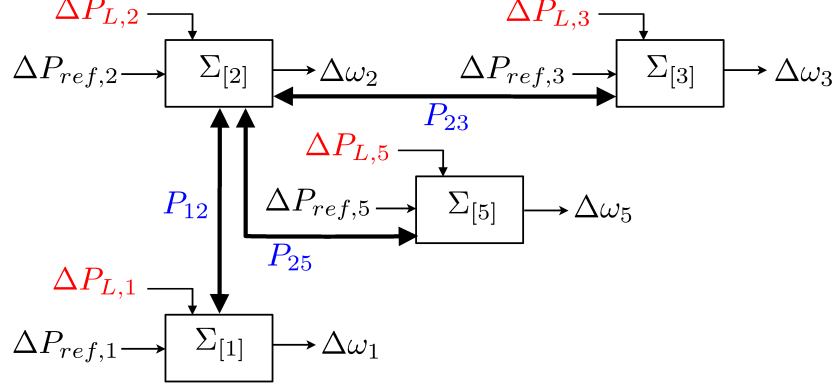 ΔP_{L,2} ΔP_{L,3}
ΔP_{ref,2} Σ_{[2]} Δω_2 ΔP_{ref,3} Σ_{[3]} Δω_3
P_{23}
ΔP_{L,5}
P_{12} ΔP_{ref,5} Σ_{[5]} Δω_5
P_{25}
ΔP_{L,1}
ΔP_{ref,1} Σ_{[1]} Δω_1